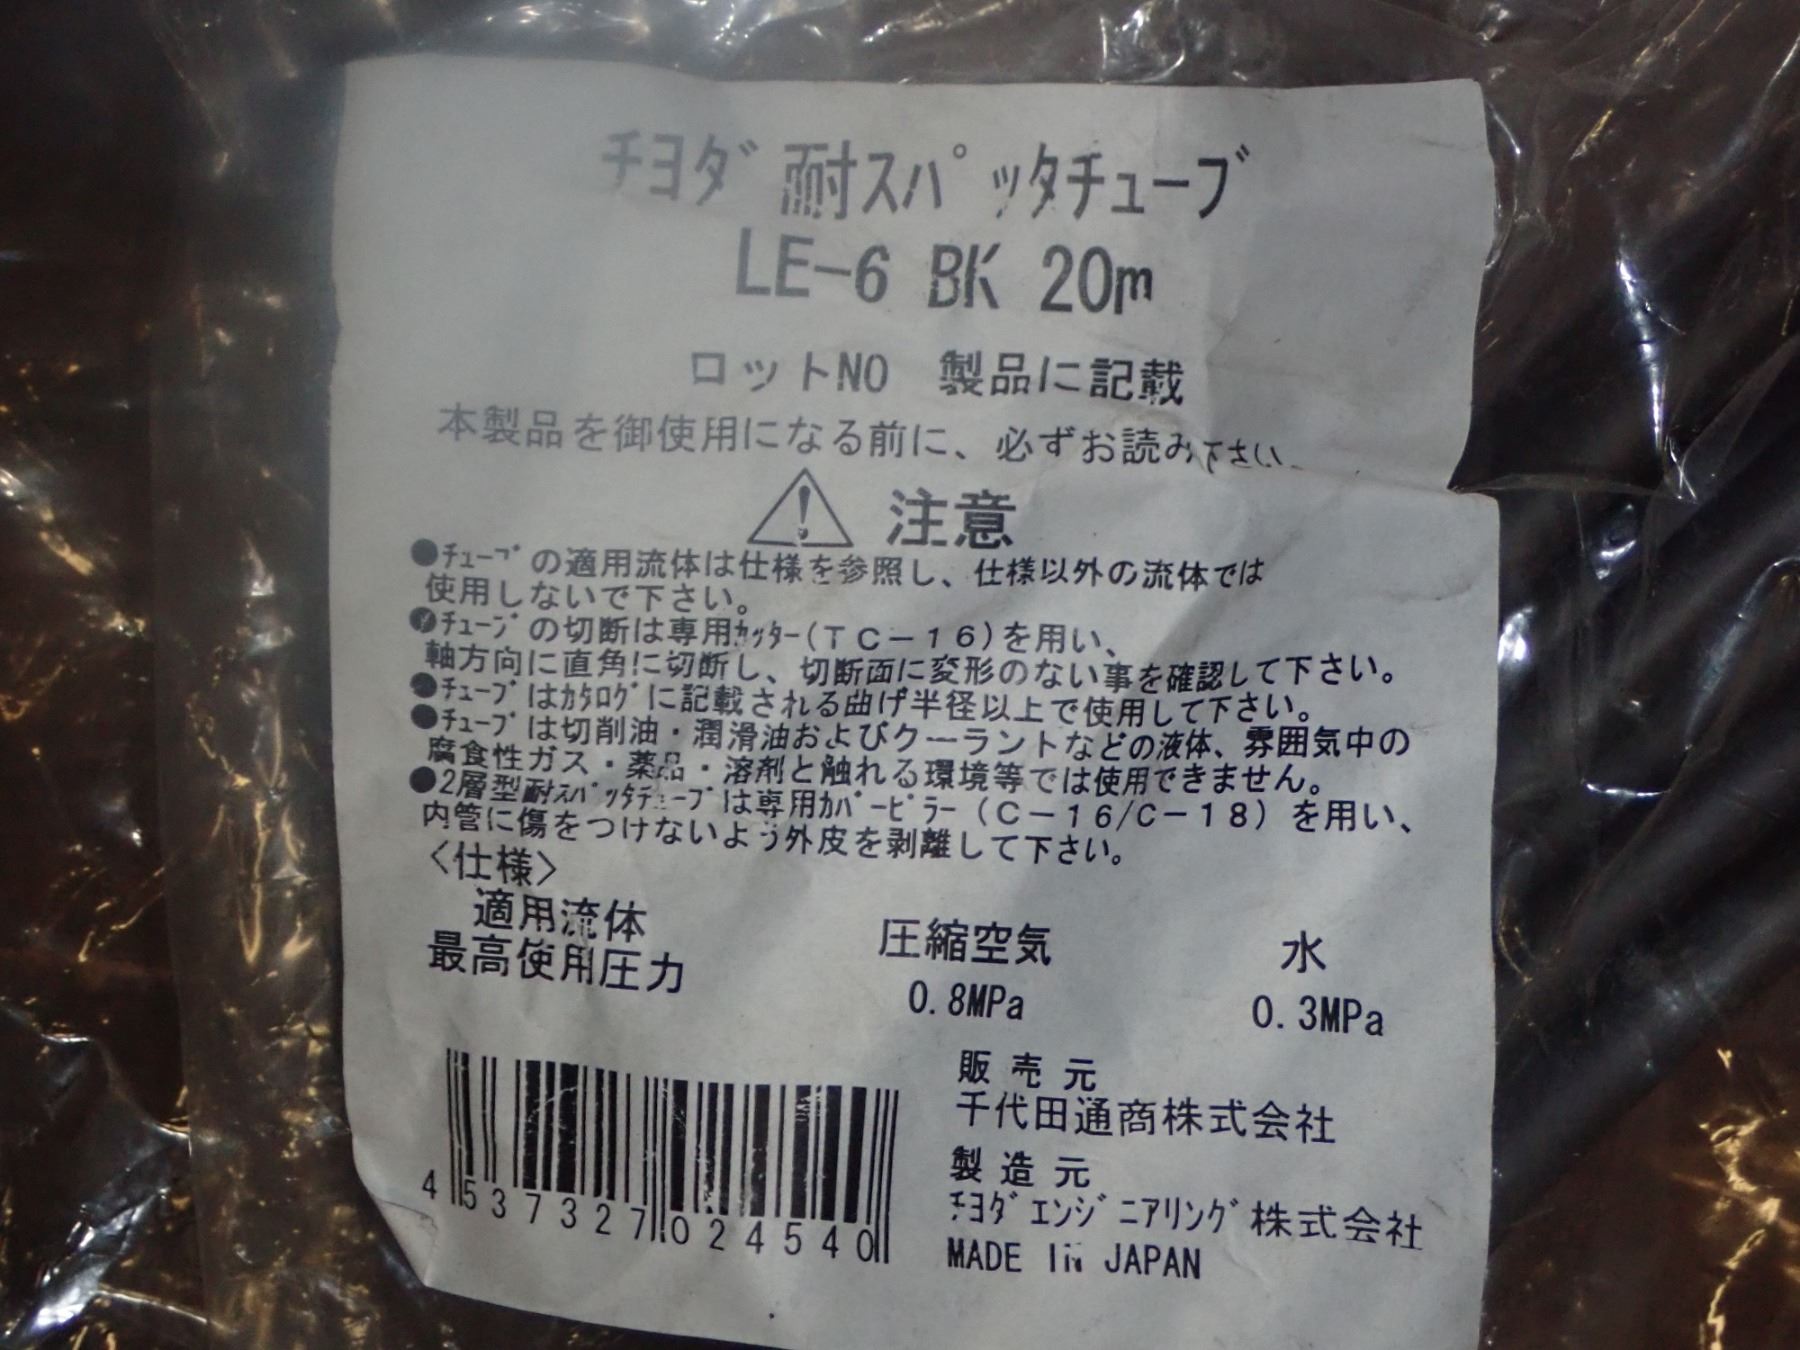 ﾁﾖﾀﾞ 耐ｽﾊﾟｯﾀﾁｭｰﾌﾞ
LE-6 BK 20m
ロットNO 製品に記載
本製品を御使用になる前に、必ずお読み下さい。
注意
●ﾁｭｰﾌﾞの適用流体は仕様を参照し、仕様以外の流体では
使用しないで下さい。
●ﾁｭｰﾌﾞの切断は専用ｶｯﾀｰ(ＴＣ－１６)を用い、
軸方向に直角に切断し、切断面に変形のない事を確認して下さい。
●ﾁｭｰﾌﾞはｶﾀﾛｸﾞに記載される曲げ半径以上で使用して下さい。
●ﾁｭｰﾌﾞは切削油・潤滑油およびクーラントなどの液体、雰囲気中の
腐食性ガス・薬品・溶剤と触れる環境等では使用できません。
●2層型耐ｽﾊﾟｯﾀﾁｭｰﾌﾞは専用ｶﾊﾞｰﾋﾟﾗｰ(Ｃ－１６/Ｃ－１８)を用い、
内管に傷をつけないよう外皮を剥離して下さい。
〈仕様〉
適用流体 圧縮空気 水
最高使用圧力 0.8MPa 0.3MPa
販売元
千代田通商株式会社
製造元
ﾁﾖﾀﾞｴﾝｼﾞﾆｱﾘﾝｸﾞ株式会社
MADE IN JAPAN
4 537327 024540